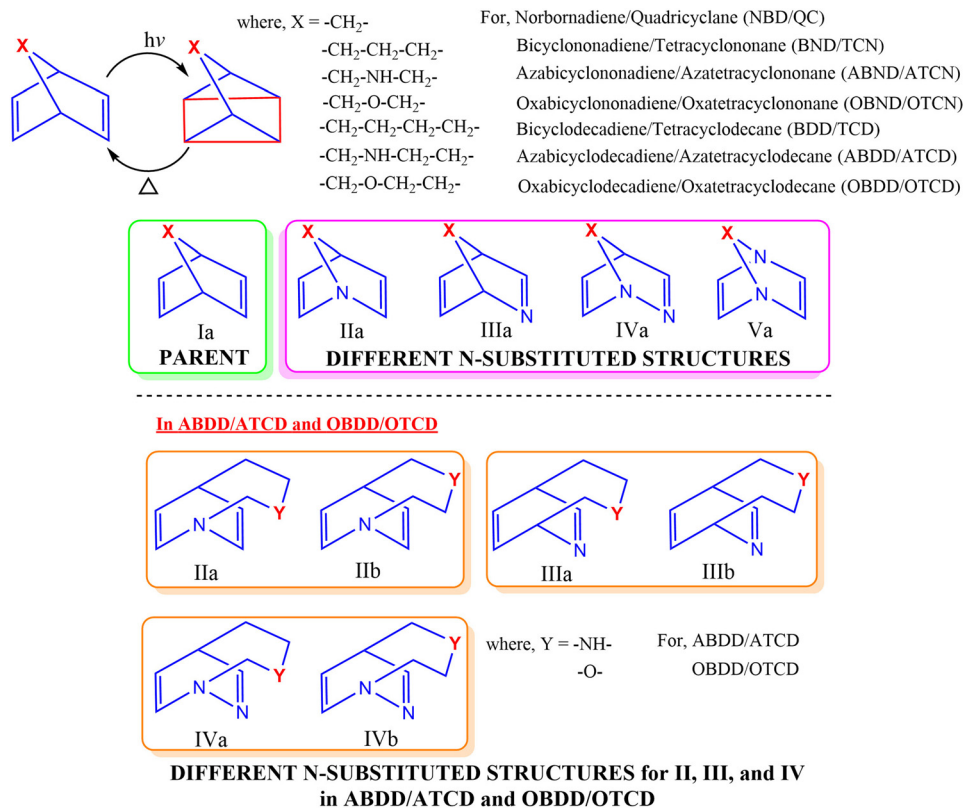 where, X = -CH2- For, Norbornadiene/Quadricyclane (NBD/QC)
-CH2-CH2-CH2- Bicyclononadiene/Tetracyclononane (BND/TCN)
-CH2-NH-CH2- Azabicyclononadiene/Azatetracyclononane (ABND/ATCN)
-CH2-O-CH2- Oxabicyclononadiene/Oxatetracyclononane (OBND/OTCN)
-CH2-CH2-CH2-CH2- Bicyclodecadiene/Tetracyclodecane (BDD/TCD)
-CH2-NH-CH2-CH2- Azabicyclodecadiene/Azatetracyclodecane (ABDD/ATCD)
-CH2-O-CH2-CH2- Oxabicyclodecadiene/Oxatetracyclodecane (OBDD/OTCD)
X hν X
△
X X X X X
N N N N N N
Ia IIa IIIa IVa Va
PARENT DIFFERENT N-SUBSTITUTED STRUCTURES
In ABDD/ATCD and OBDD/OTCD
Y Y Y Y
N N N N
IIa IIb IIIa IIIb
Y Y
N N N N
IVa IVb
where, Y = -NH- For, ABDD/ATCD
-O- OBDD/OTCD
DIFFERENT N-SUBSTITUTED STRUCTURES for II, III, and IV
in ABDD/ATCD and OBDD/OTCD